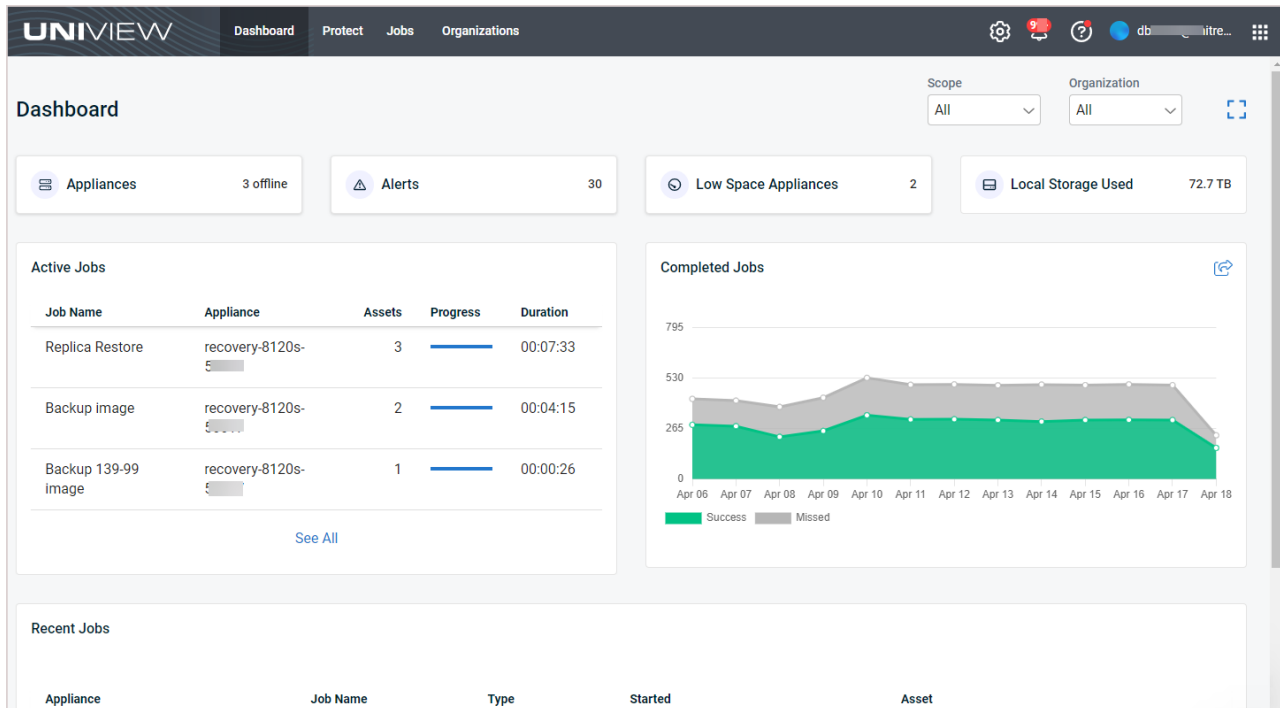 UNIVIEW Dashboard Protect Jobs Organizations
Dashboard
Scope Organization
All All
Appliances 3 offline
Alerts 30
Low Space Appliances 2
Local Storage Used 72.7 TB
Active Jobs
Job Name Appliance Assets Progress Duration
Replica Restore recovery-8120s- 3 00:07:33
Backup image recovery-8120s- 2 00:04:15
Backup 139-99 recovery-8120s- 1 00:00:26
image
See All
Completed Jobs
795
530
265
0
Apr 06 Apr 07 Apr 08 Apr 09 Apr 10 Apr 11 Apr 12 Apr 13 Apr 14 Apr 15 Apr 16 Apr 17 Apr 18
Success Missed
Recent Jobs
Appliance Job Name Type Started Asset